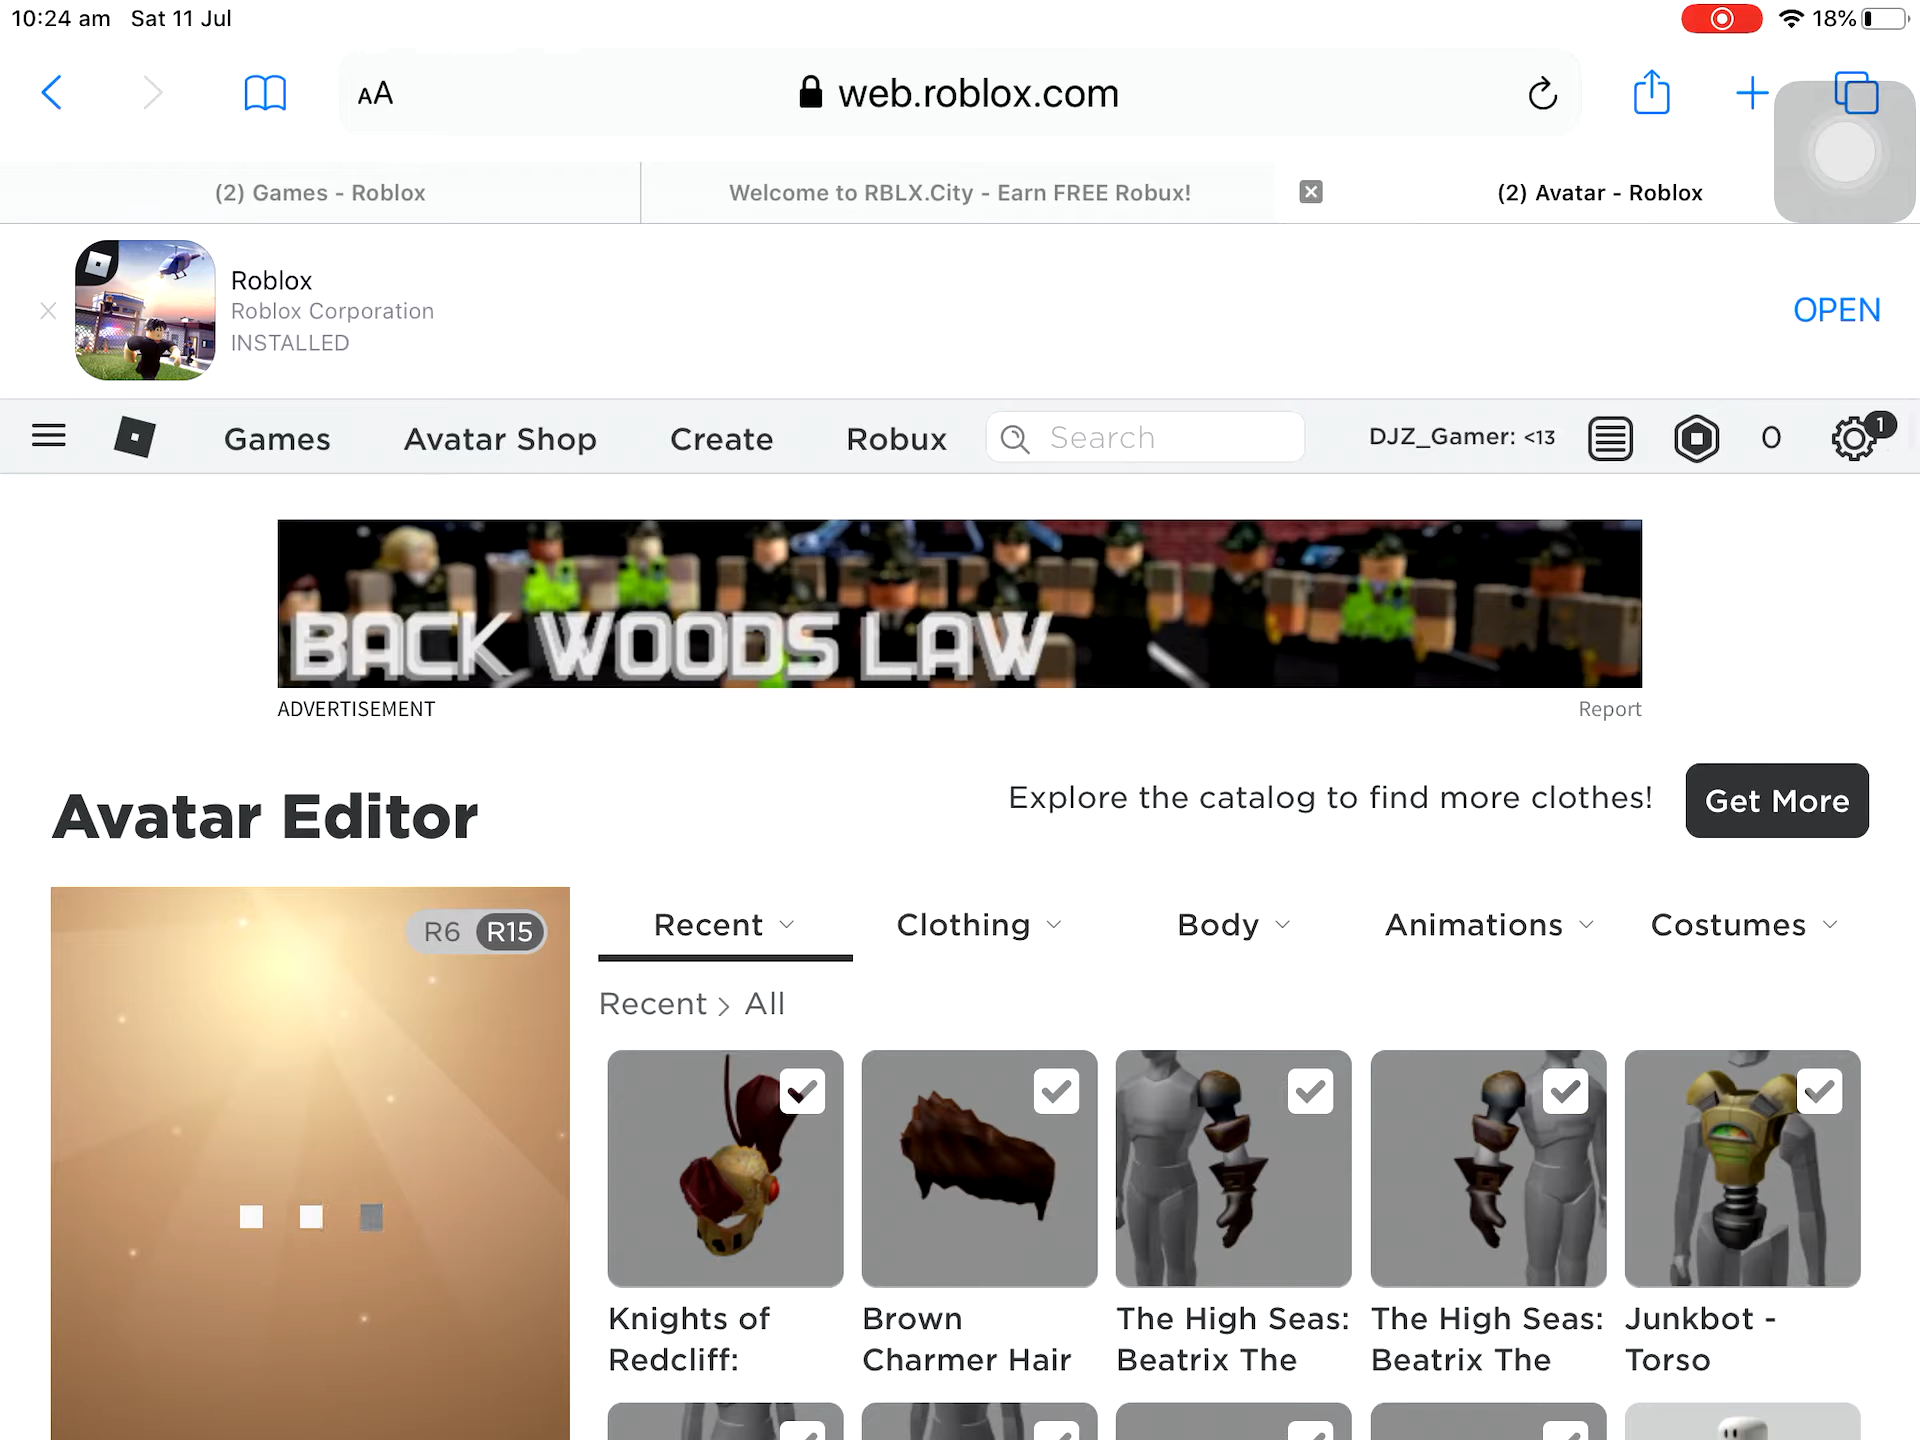 10:24 am Sat 11 Jul
18%
AA
web.roblox.com
(2) Games - Roblox
Welcome to RBLX.City - Earn FREE Robux!
(2) Avatar - Roblox
Roblox
Roblox Corporation
INSTALLED
OPEN
Games
Avatar Shop
Create
Robux
Search
DJZ_Gamer: <13
0
1
BACK WOODS LAW
ADVERTISEMENT
Report
Avatar Editor
Explore the catalog to find more clothes!
Get More
R6 R15
Recent
Clothing
Body
Animations
Costumes
Recent > All
Knights of
Redcliff:
Brown
Charmer Hair
The High Seas:
Beatrix The
The High Seas:
Beatrix The
Junkbot -
Torso